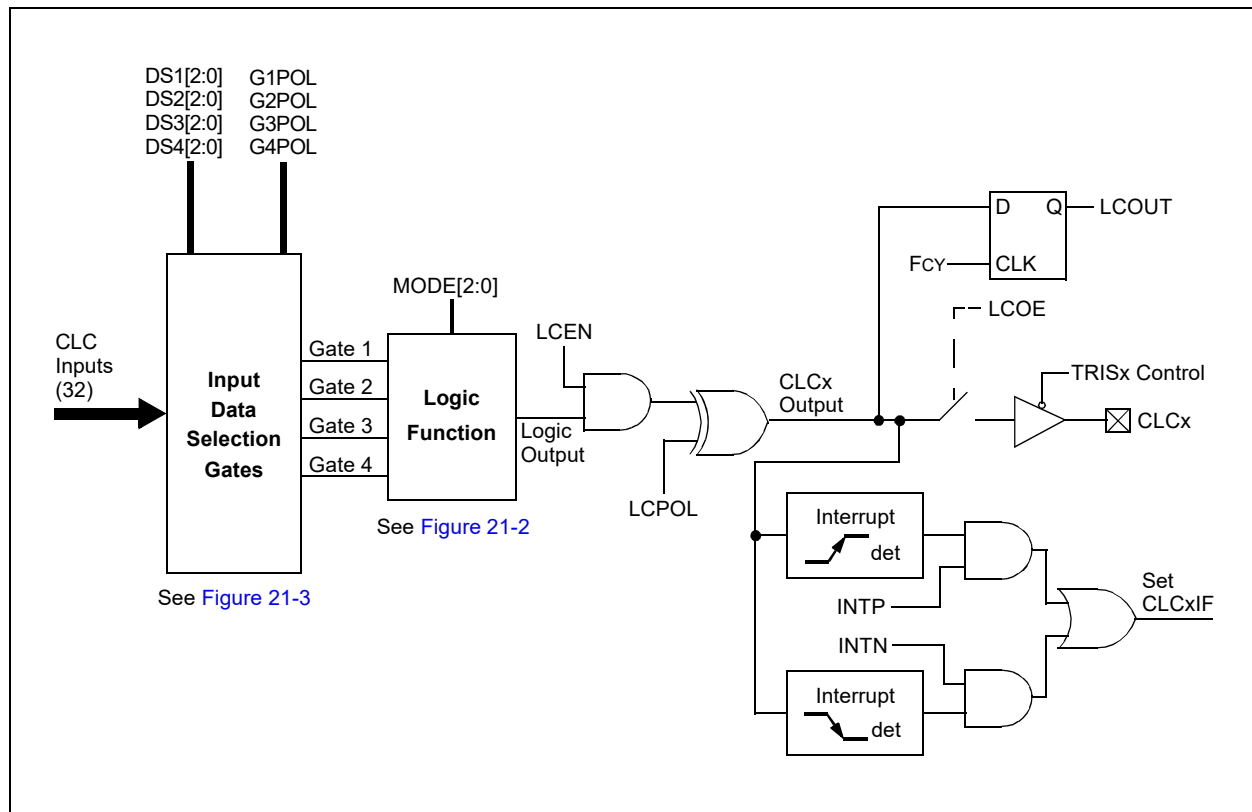 DS1[2:0] G1POL
DS2[2:0] G2POL
DS3[2:0] G3POL
DS4[2:0] G4POL
D Q LCOUT
FCY CLK
MODE[2:0]
LCOE
CLC
Inputs
(32)
Input
Data
Selection
Gates
Gate 1
Gate 2
Gate 3
Gate 4
Logic
Function
Logic
Output
LCEN
LCPOL
CLCx
Output
TRISx Control
CLCx
See Figure 21-2
See Figure 21-3
Interrupt
det
INTP
INTN
Interrupt
det
Set
CLCxIF